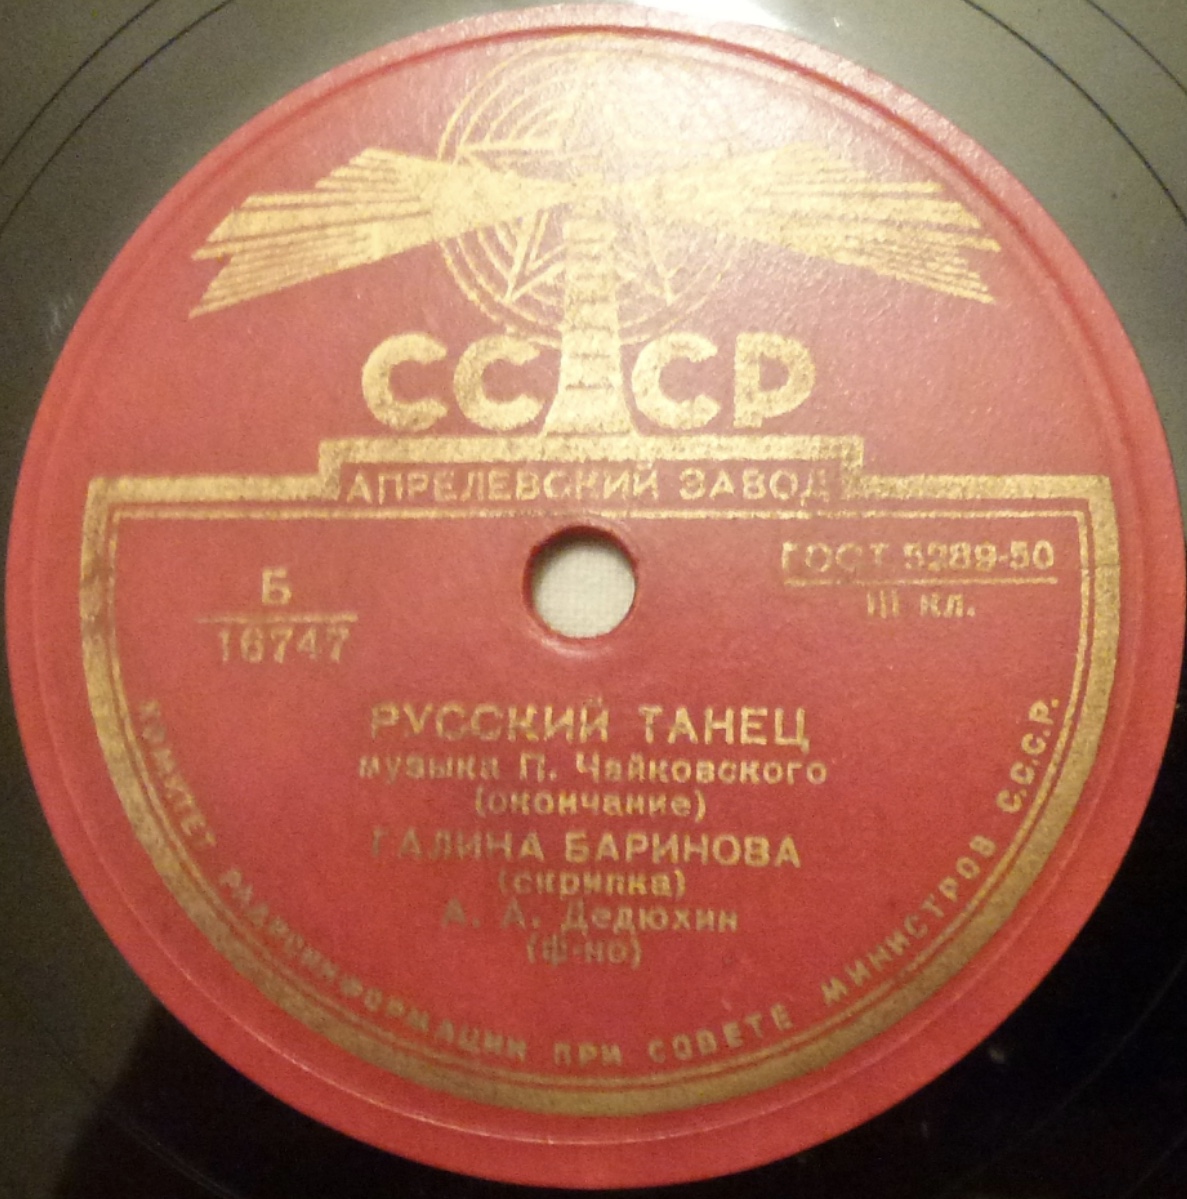 СССР
АПРЕЛЕВСКИЙ ЗАВОД
ГОСТ 5289-50
III кл.
Б
16747
РУССКИЙ ТАНЕЦ
музыка П. Чайковского
(окончание)
ГАЛИНА БАРИНОВА
(скрипка)
А. А. Дедюхин
(ф-но)
КОМИТЕТ РАДИОИНФОРМАЦИИ ПРИ СОВЕТЕ МИНИСТРОВ С.С.С.Р.